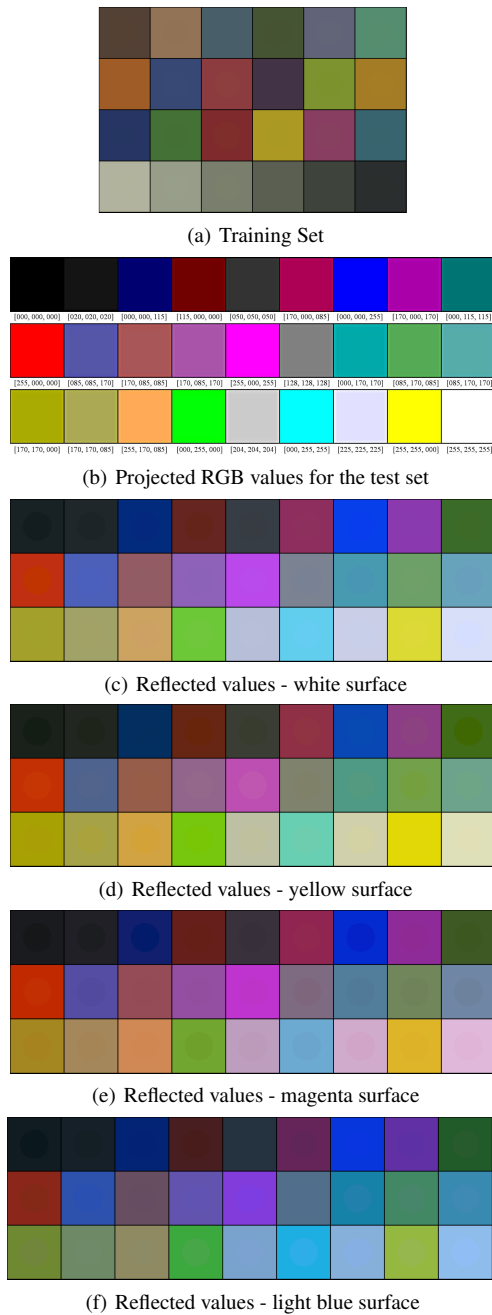 (a) Training Set
[000, 000, 000] [020, 020, 020] [000, 000, 115] [115, 000, 000] [050, 050, 050] [170, 000, 085] [000, 000, 255] [170, 000, 170] [000, 115, 115]
[255, 000, 000] [085, 085, 170] [170, 085, 085] [170, 085, 170] [255, 000, 255] [128, 128, 128] [000, 170, 170] [085, 170, 085] [085, 170, 170]
[170, 170, 000] [170, 170, 085] [255, 170, 085] [000, 255, 000] [204, 204, 204] [000, 255, 255] [225, 225, 225] [255, 255, 000] [255, 255, 255]
(b) Projected RGB values for the test set
(c) Reflected values - white surface
(d) Reflected values - yellow surface
(e) Reflected values - magenta surface
(f) Reflected values - light blue surface